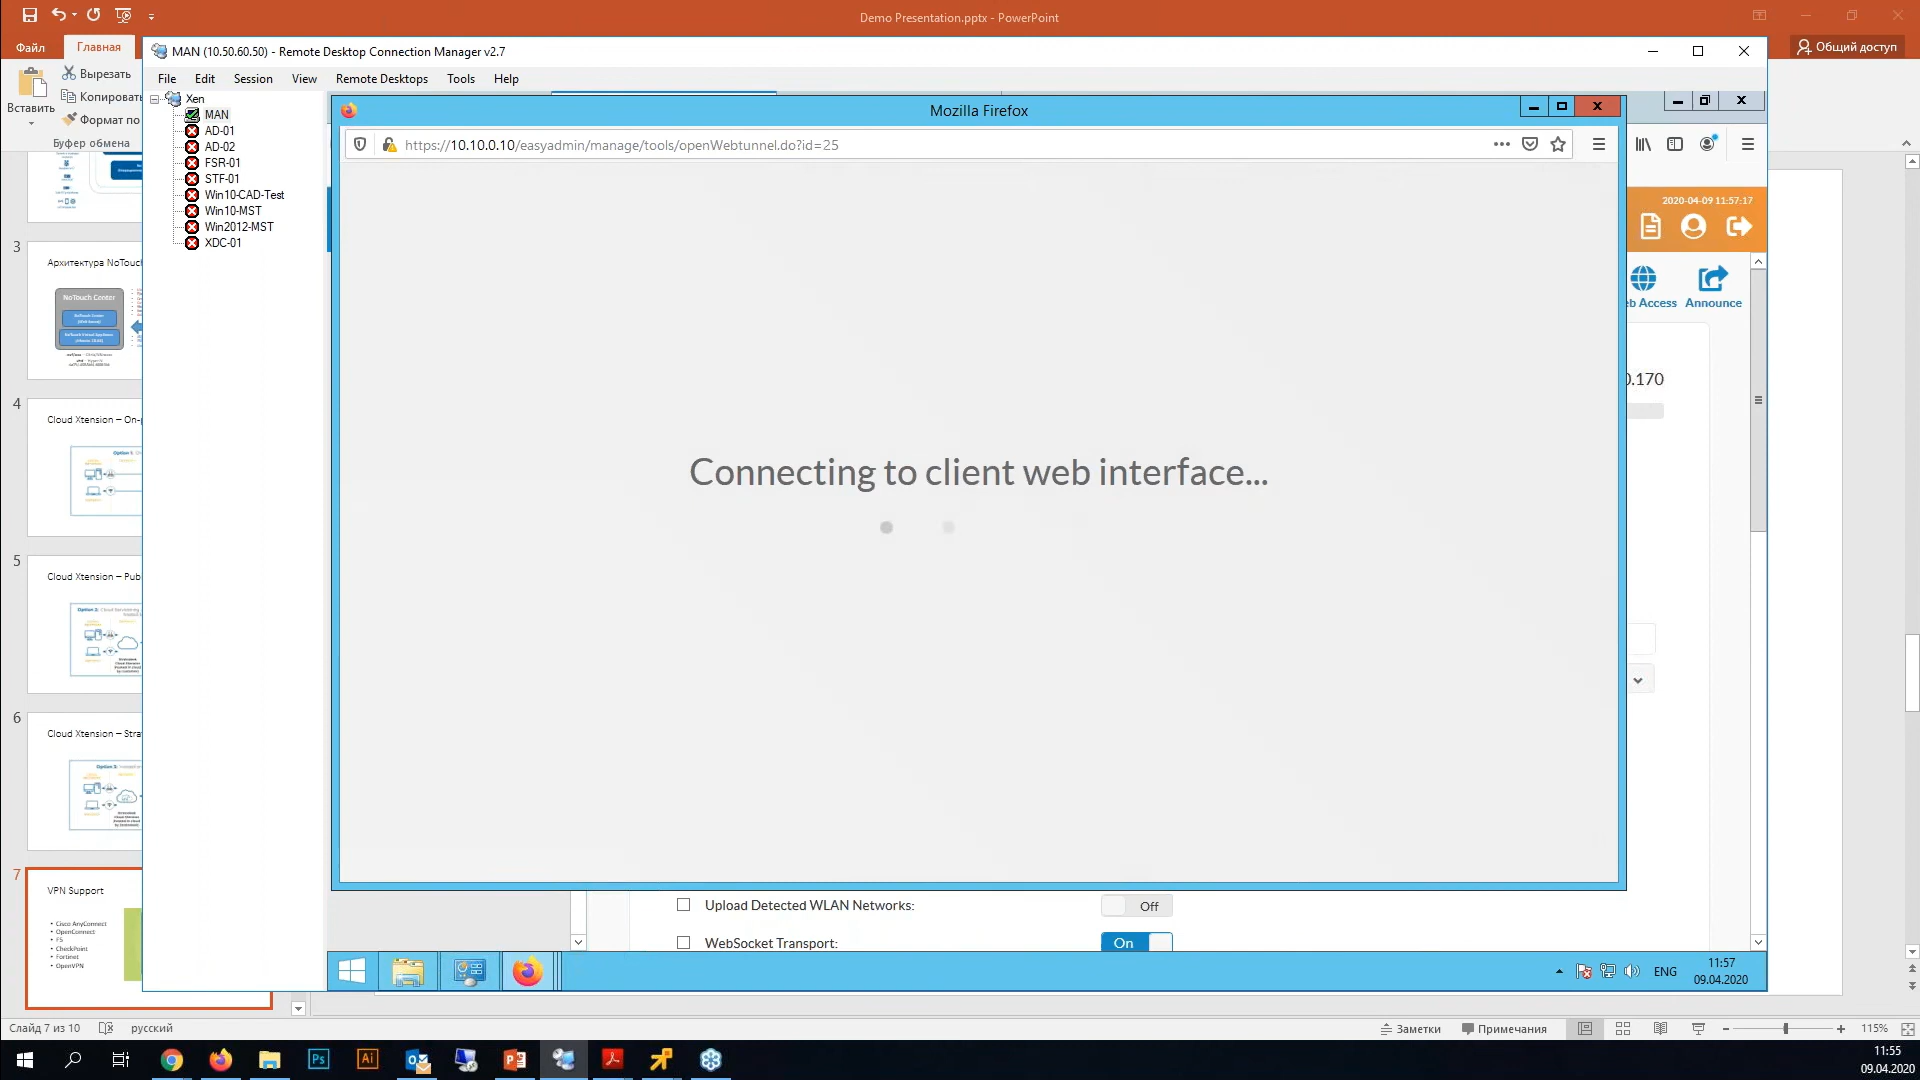 Demo Presentation.pptx - PowerPoint
Файл
Главная
Общий доступ
Вставить
Вырезать
Копировать
Формат по
Буфер обмена
MAN (10.50.60.50) - Remote Desktop Connection Manager v2.7
File Edit Session View Remote Desktops Tools Help
Xen
MAN
AD-01
AD-02
FSR-01
STF-01
Win10-CAD-Test
Win10-MST
Win2012-MST
XDC-01
Mozilla Firefox
https://10.10.0.10/easyadmin/manage/tools/openWebtunnel.do?id=25
2020-04-09 11:57:17
b Access
Announce
0.170
Connecting to client web interface...
Upload Detected WLAN Networks:
Off
WebSocket Transport:
On
ENG
11:57
09.04.2020
3
Архитектура NoTouch
NoTouch Center
4
Cloud Xtension – On-p
5
Cloud Xtension – Pub
6
Cloud Xtension – Stra
7
VPN Support
• Cisco AnyConnect
• OpenConnect
• F5
• CheckPoint
• Fortinet
• OpenVPN
Слайд 7 из 10
русский
Заметки
Примечания
115%
Ps
Ai
11:55
09.04.2020